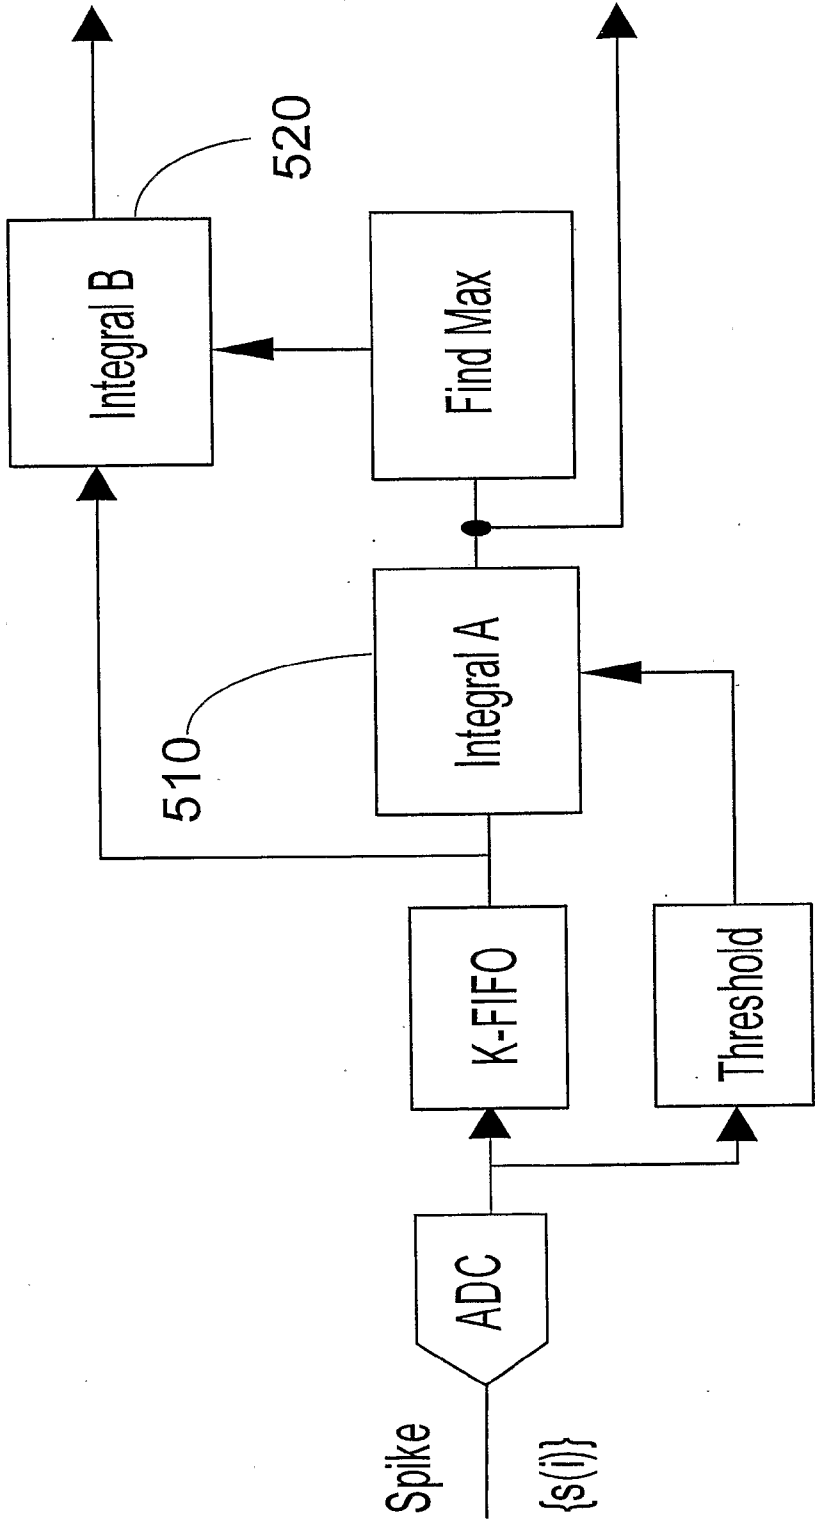 Spike
{s(i)}
ADC
K-FIFO
Threshold
510
Integral A
Find Max
Integral B
520